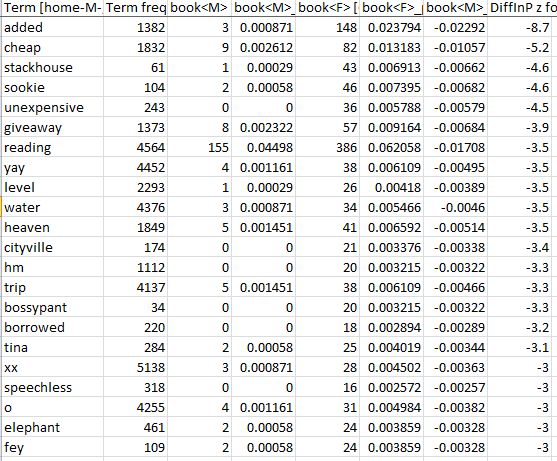 Term [home-M- Term freq book<M> book<M>_ book<F> [ book<F>_ book<M>_ DiffInP z fo
added 1382 3 0.000871 148 0.023794 -0.02292 -8.7
cheap 1832 9 0.002612 82 0.013183 -0.01057 -5.2
stackhouse 61 1 0.00029 43 0.006913 -0.00662 -4.6
sookie 104 2 0.00058 46 0.007395 -0.00682 -4.6
unexpensive 243 0 0 36 0.005788 -0.00579 -4.5
giveaway 1373 8 0.002322 57 0.009164 -0.00684 -3.9
reading 4564 155 0.04498 386 0.062058 -0.01708 -3.5
yay 4452 4 0.001161 38 0.006109 -0.00495 -3.5
level 2293 1 0.00029 26 0.00418 -0.00389 -3.5
water 4376 3 0.000871 34 0.005466 -0.0046 -3.5
heaven 1849 5 0.001451 41 0.006592 -0.00514 -3.5
cityville 174 0 0 21 0.003376 -0.00338 -3.4
hm 1112 0 0 20 0.003215 -0.00322 -3.3
trip 4137 5 0.001451 38 0.006109 -0.00466 -3.3
bossypant 34 0 0 20 0.003215 -0.00322 -3.3
borrowed 220 0 0 18 0.002894 -0.00289 -3.2
tina 284 2 0.00058 25 0.004019 -0.00344 -3.1
xx 5138 3 0.000871 28 0.004502 -0.00363 -3
speechless 318 0 0 16 0.002572 -0.00257 -3
o 4255 4 0.001161 31 0.004984 -0.00382 -3
elephant 461 2 0.00058 24 0.003859 -0.00328 -3
fey 109 2 0.00058 24 0.003859 -0.00328 -3